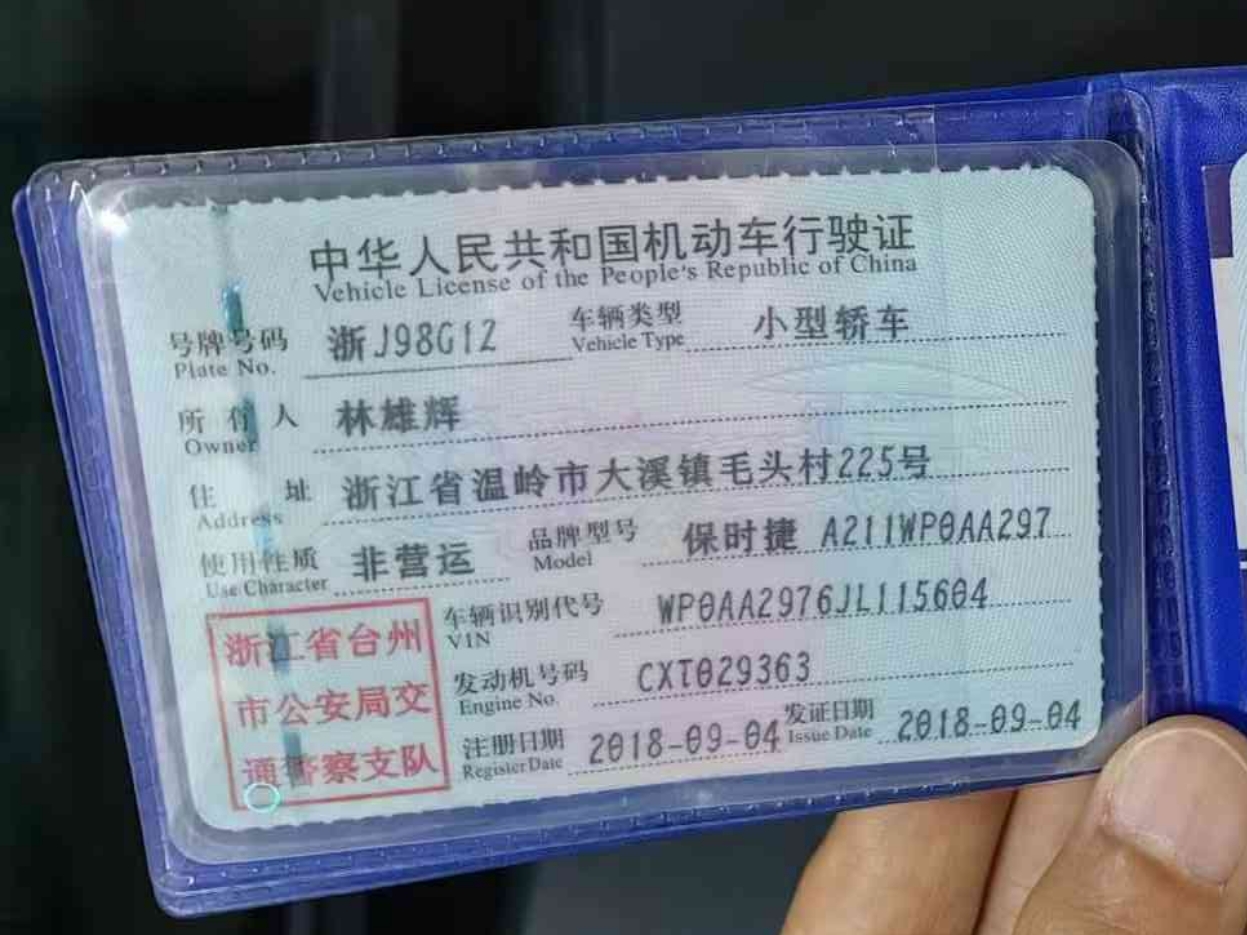 中华人民共和国机动车行驶证
Vehicle License of the People's Republic of China
号牌号码 浙J98G12 车辆类型 小型轿车
Plate No. Vehicle Type
所有人 林雄辉
Owner
住址 浙江省温岭市大溪镇毛头村225号
Address
使用性质 非营运 品牌型号 保时捷 A211WP0AA297
Use Character Model
浙江省台州
市公安局交
通警察支队
车辆识别代号 WP0AA2976JL115604
VIN
发动机号码 CXT029363
Engine No.
注册日期 2018-09-04 发证日期 2018-09-04
Register Date Issue Date